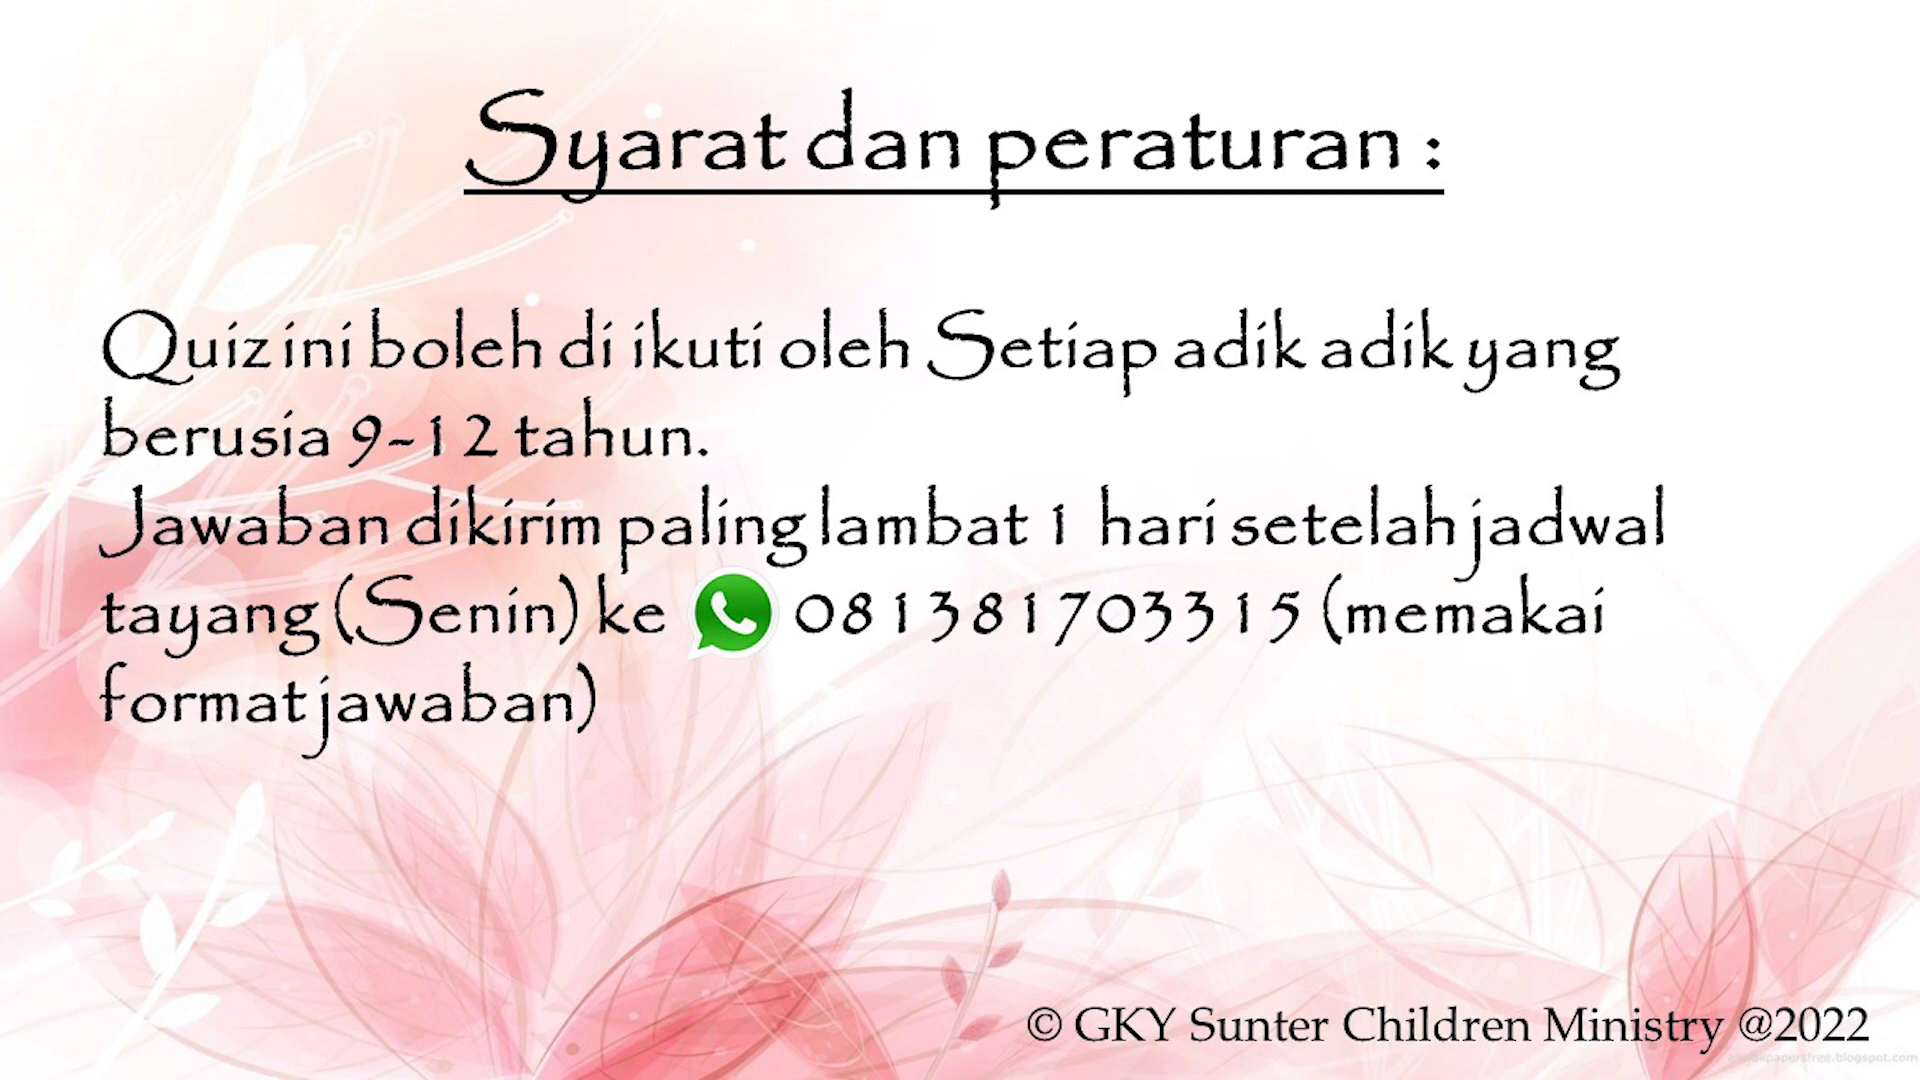 Syarat dan peraturan :
Quiz ini boleh di ikuti oleh Setiap adik adik yang
berusia 9-12 tahun.
Jawaban dikirim paling lambat 1 hari setelah jadwal
tayang (Senin) ke 081381703315 (memakai
format jawaban)
© GKY Sunter Children Ministry @2022